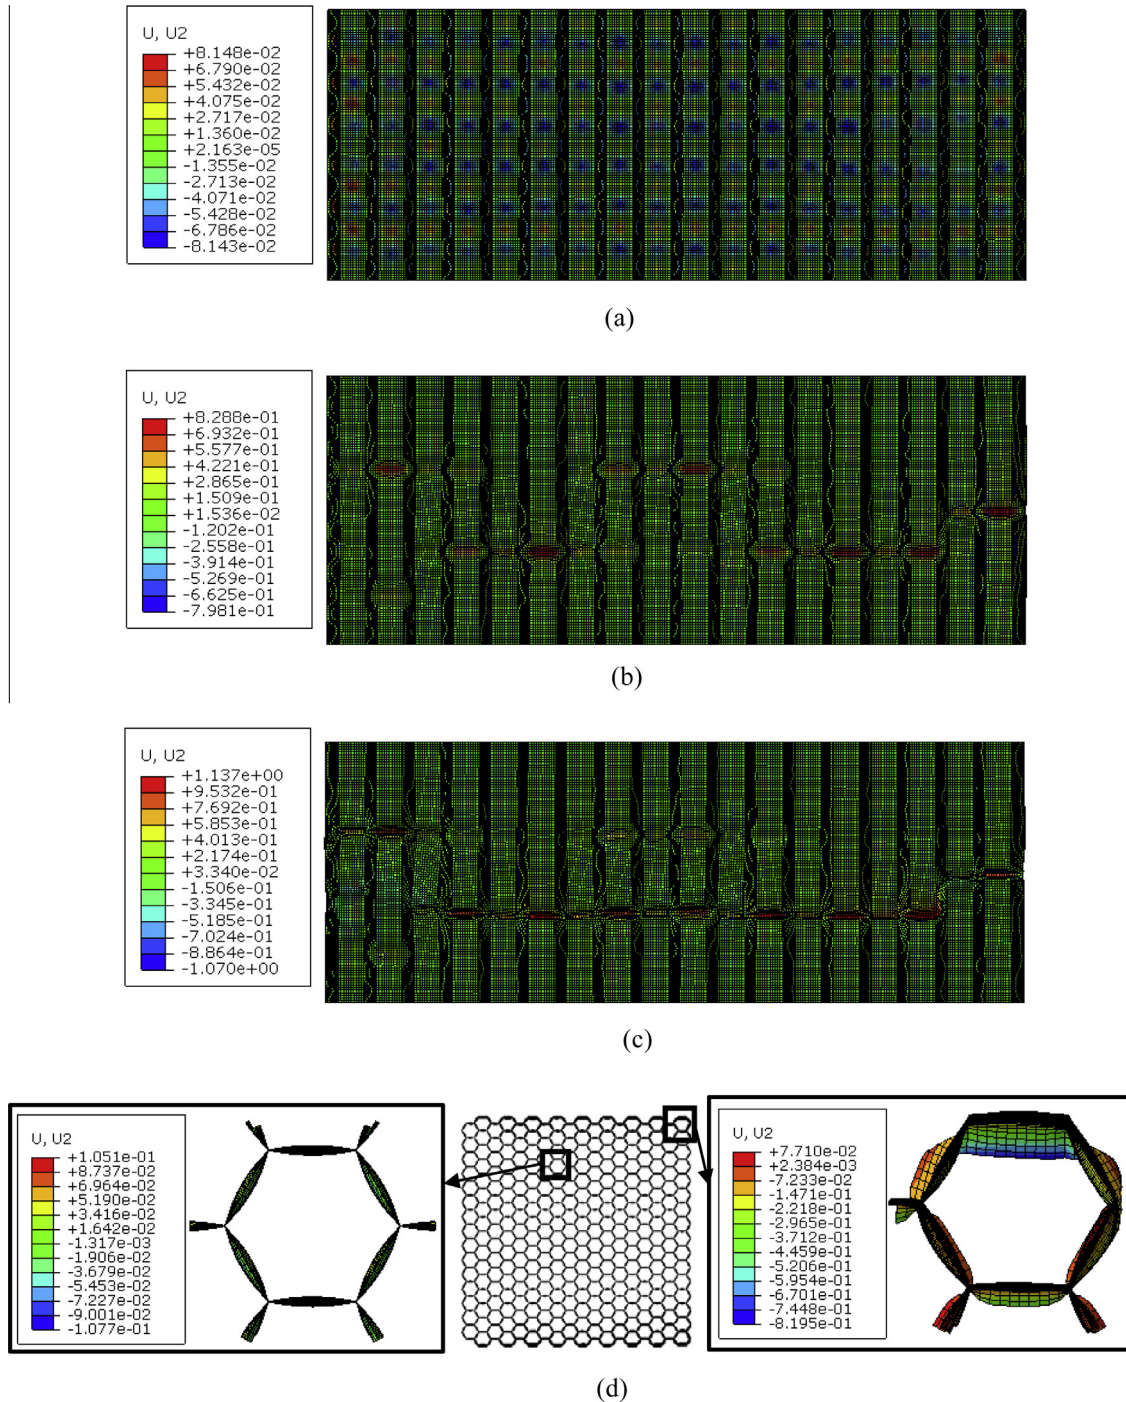 U, U2
+8.148e-02
+6.790e-02
+5.432e-02
+4.075e-02
+2.717e-02
+1.360e-02
+2.163e-05
-1.355e-02
-2.713e-02
-4.071e-02
-5.428e-02
-6.786e-02
-8.143e-02
(a)
U, U2
+8.288e-01
+6.932e-01
+5.577e-01
+4.221e-01
+2.865e-01
+1.509e-01
+1.536e-02
-1.202e-01
-2.558e-01
-3.914e-01
-5.269e-01
-6.625e-01
-7.981e-01
(b)
U, U2
+1.137e+00
+9.532e-01
+7.692e-01
+5.853e-01
+4.013e-01
+2.174e-01
+3.340e-02
-1.506e-01
-3.345e-01
-5.185e-01
-7.024e-01
-8.864e-01
-1.070e+00
(c)
U, U2
+1.051e-01
+8.737e-02
+6.964e-02
+5.190e-02
+3.416e-02
+1.642e-02
-1.317e-03
-1.906e-02
-3.679e-02
-5.453e-02
-7.227e-02
-9.001e-02
-1.077e-01
U, U2
+7.710e-02
+2.384e-03
-7.233e-02
-1.471e-01
-2.218e-01
-2.965e-01
-3.712e-01
-4.459e-01
-5.206e-01
-5.954e-01
-6.701e-01
-7.448e-01
-8.195e-01
(d)